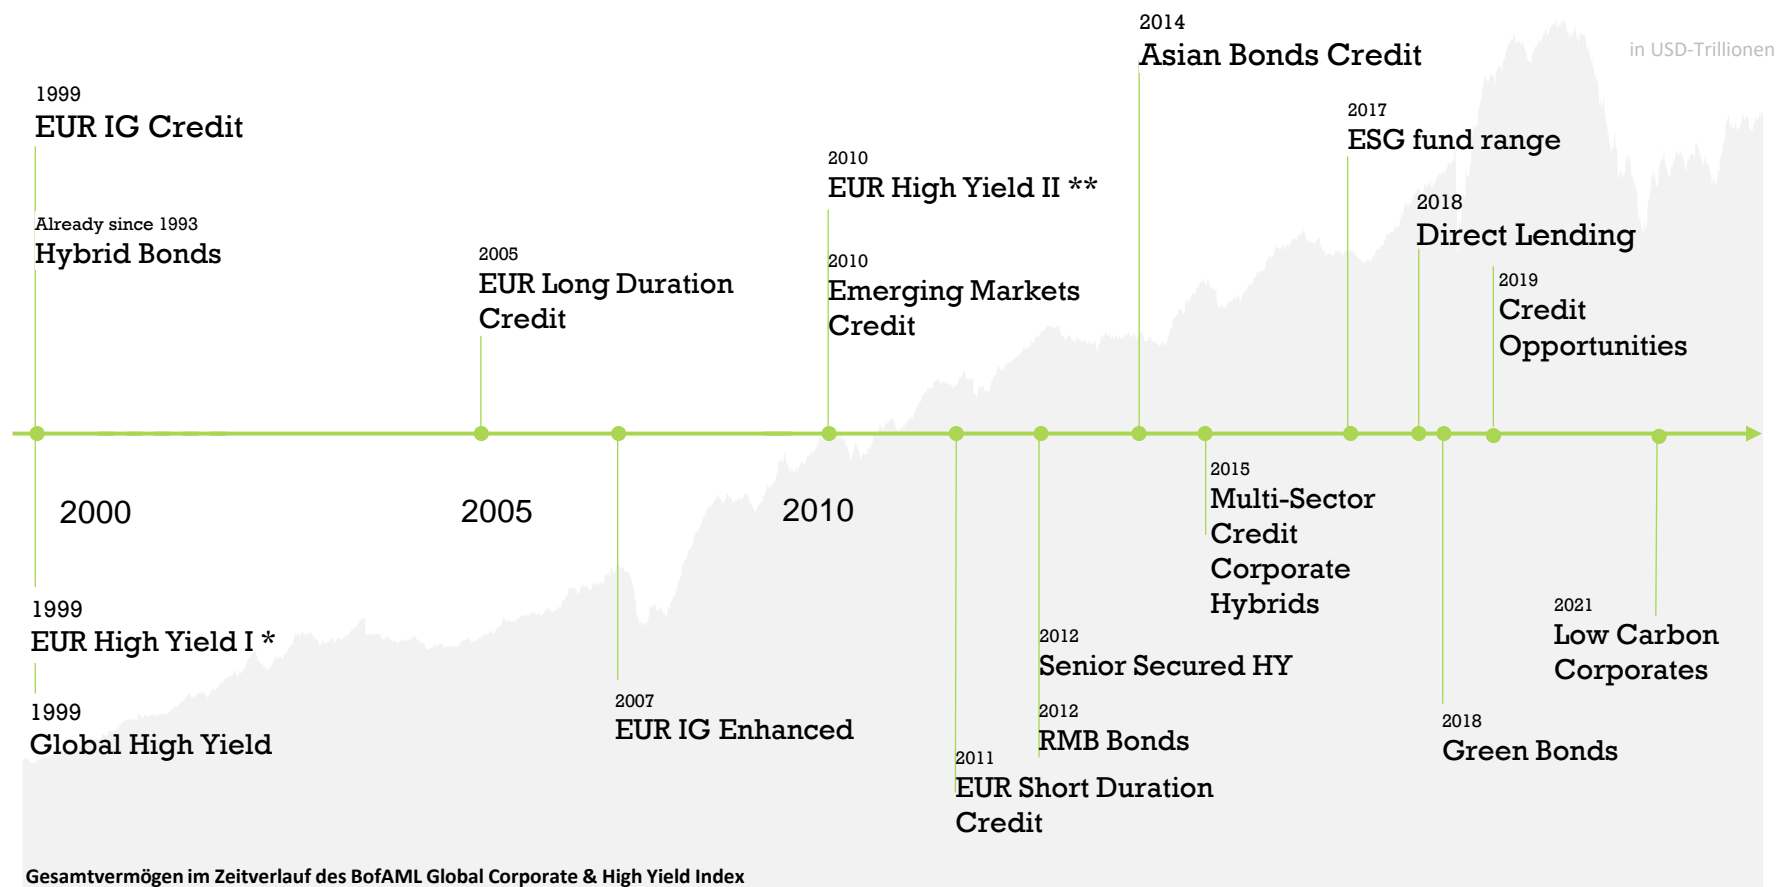 in USD-Trillionen
1999
EUR IG Credit
Already since 1993
Hybrid Bonds
2005
EUR Long Duration
Credit
2010
EUR High Yield II **
2010
Emerging Markets
Credit
2014
Asian Bonds Credit
2017
ESG fund range
2018
Direct Lending
2019
Credit
Opportunities
2000
2005
2010
1999
EUR High Yield I *
1999
Global High Yield
2007
EUR IG Enhanced
2011
EUR Short Duration
Credit
2012
Senior Secured HY
2012
RMB Bonds
2015
Multi-Sector
Credit
Corporate
Hybrids
2018
Green Bonds
2021
Low Carbon
Corporates
Gesamtvermögen im Zeitverlauf des BofAML Global Corporate & High Yield Index